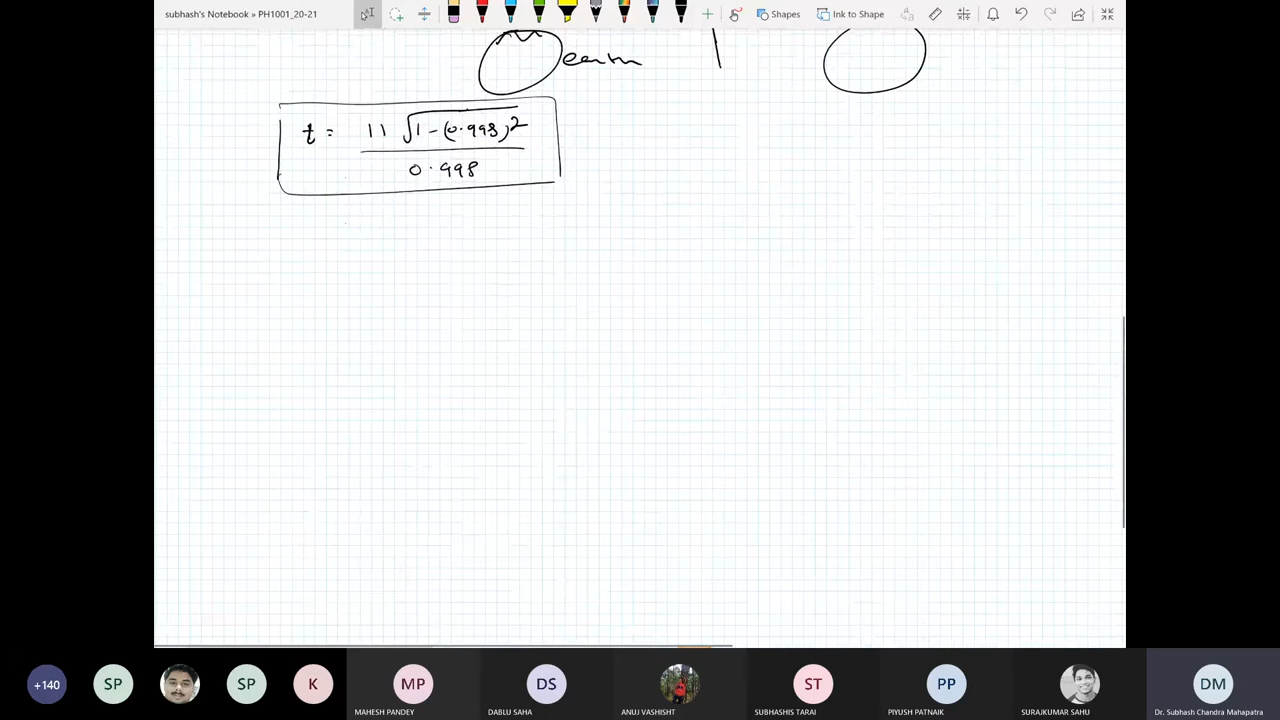 subhash's Notebook » PH1001_20-21
Shapes
Ink to Shape
earth
t = 11 √1-(0.998)²
0.998
+140
SP
SP
K
MP
DS
ST
PP
DM
MAHESH PANDEY
DABLU SAHA
ANUJ VASHISHT
SUBHASHIS TARAI
PIYUSH PATNAIK
SURAJKUMAR SAHU
Dr. Subhash Chandra Mahapatra